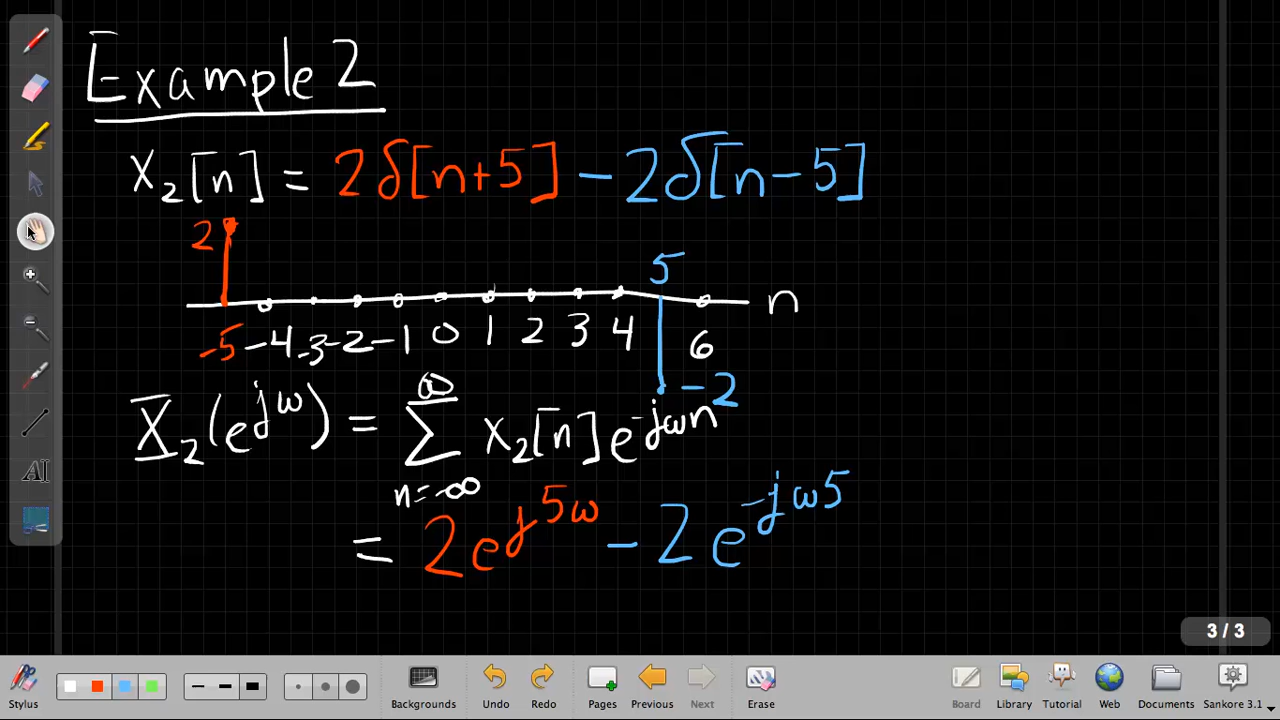 Example 2
x₂[n] = 2δ[n+5] - 2δ[n-5]
2
5
-5 -4 -3 -2 -1 0 1 2 3 4 6 n
-2
X₂(e^{jω}) = ∑_{n=-∞}^{∞} x₂[n] e^{-jωn}
= 2e^{j5ω} - 2e^{-jω5}
3 / 3
Stylus Backgrounds Undo Redo Pages Previous Next Erase Board Library Tutorial Web Documents Sankore 3.1
AI